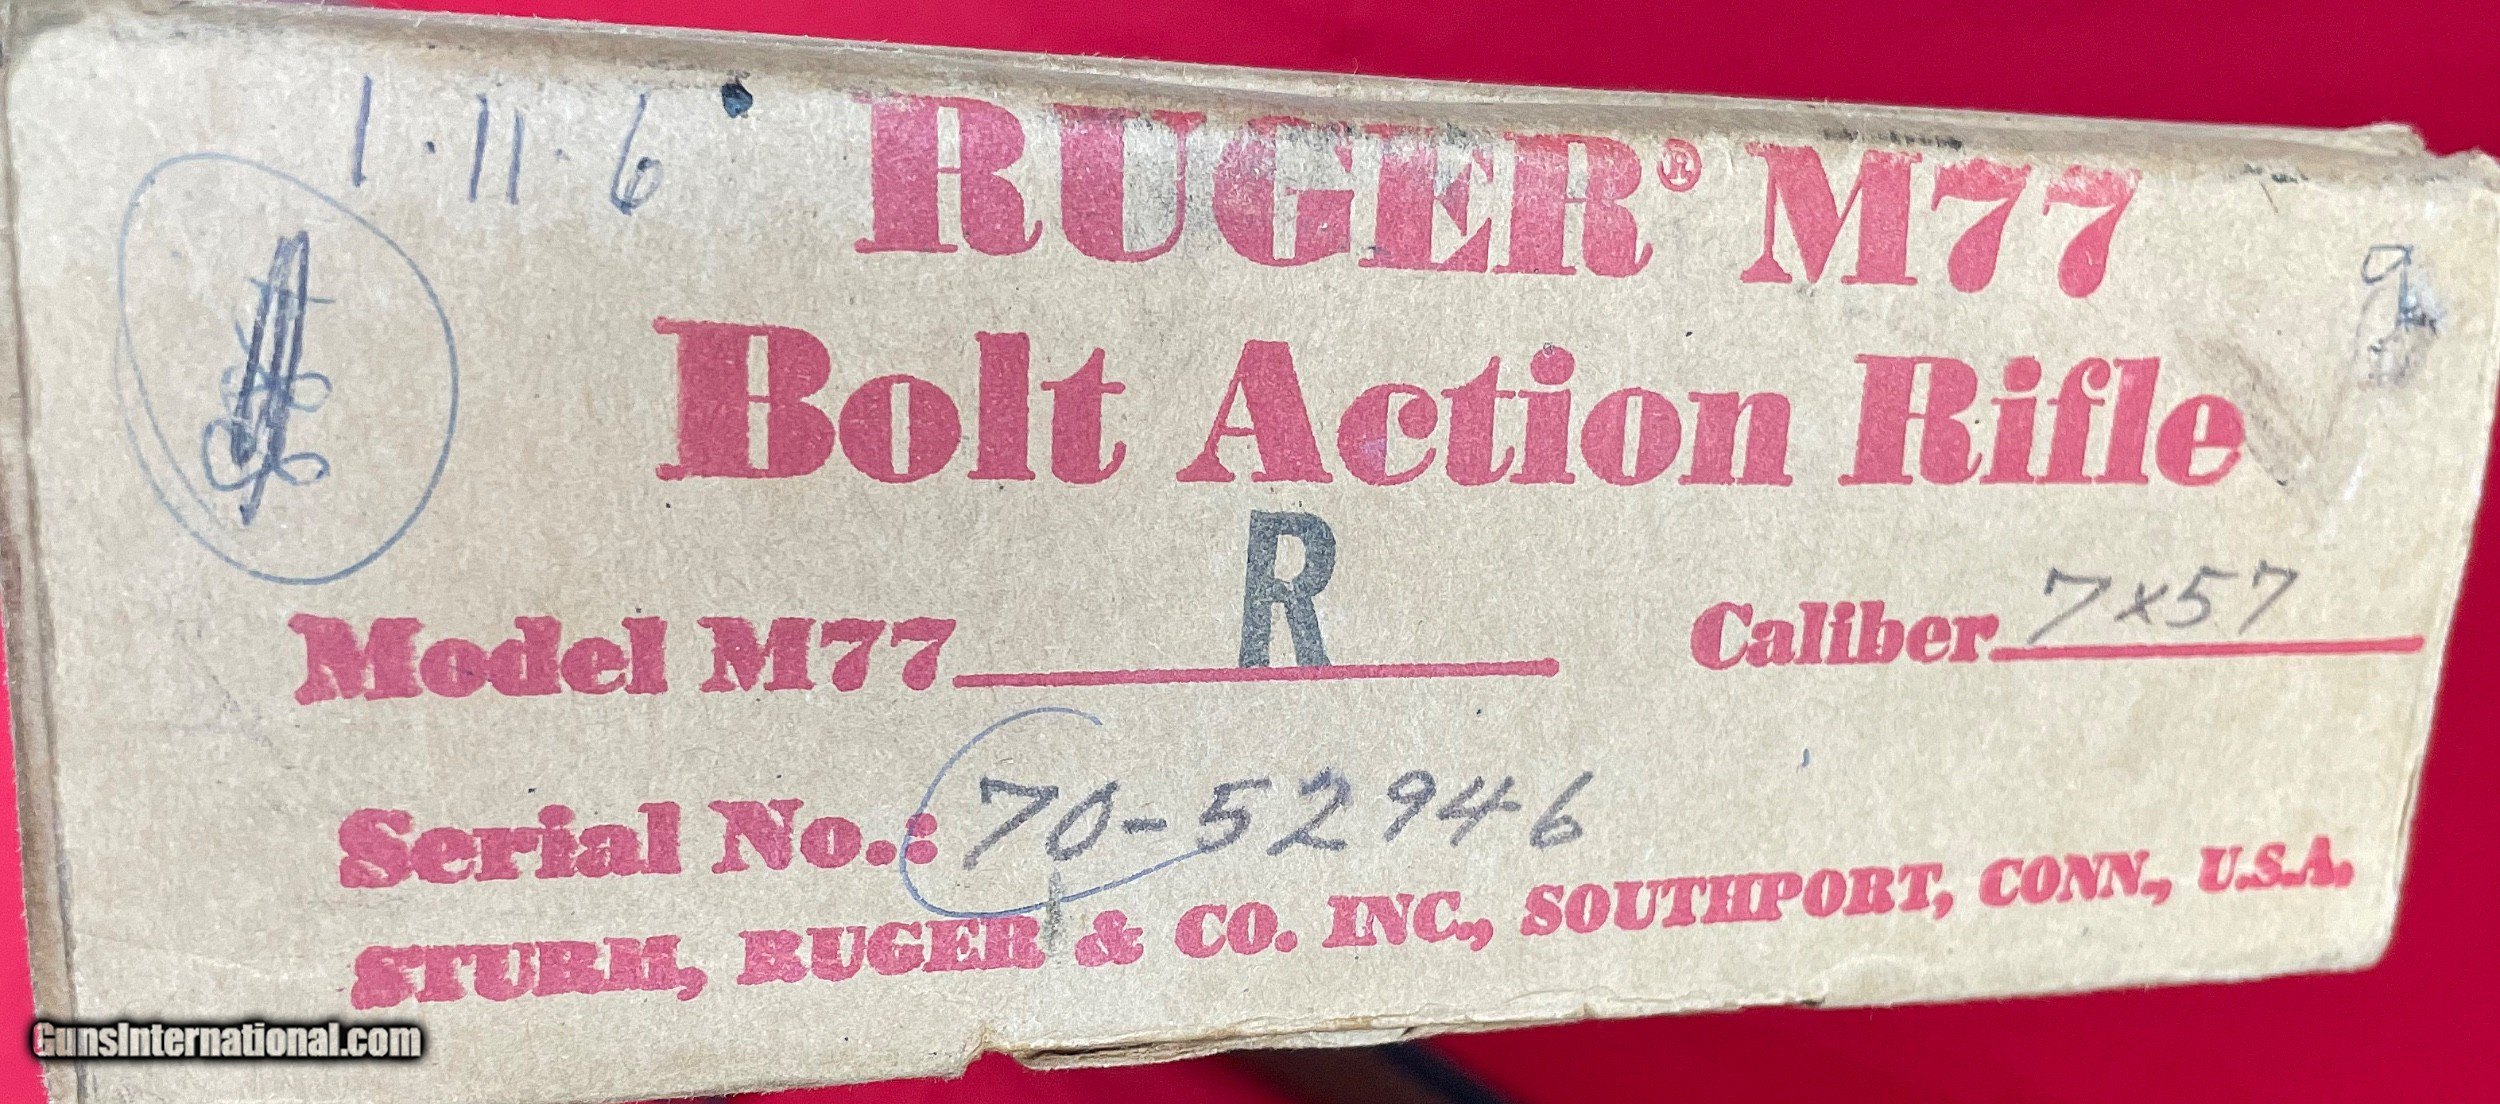 1.11.6
RUGER® M77
Bolt Action Rifle
Model M77 R Caliber 7x57
Serial No.: 70-52946
STURM, RUGER & CO. INC., SOUTHPORT, CONN., U.S.A.
GunsInternational.com